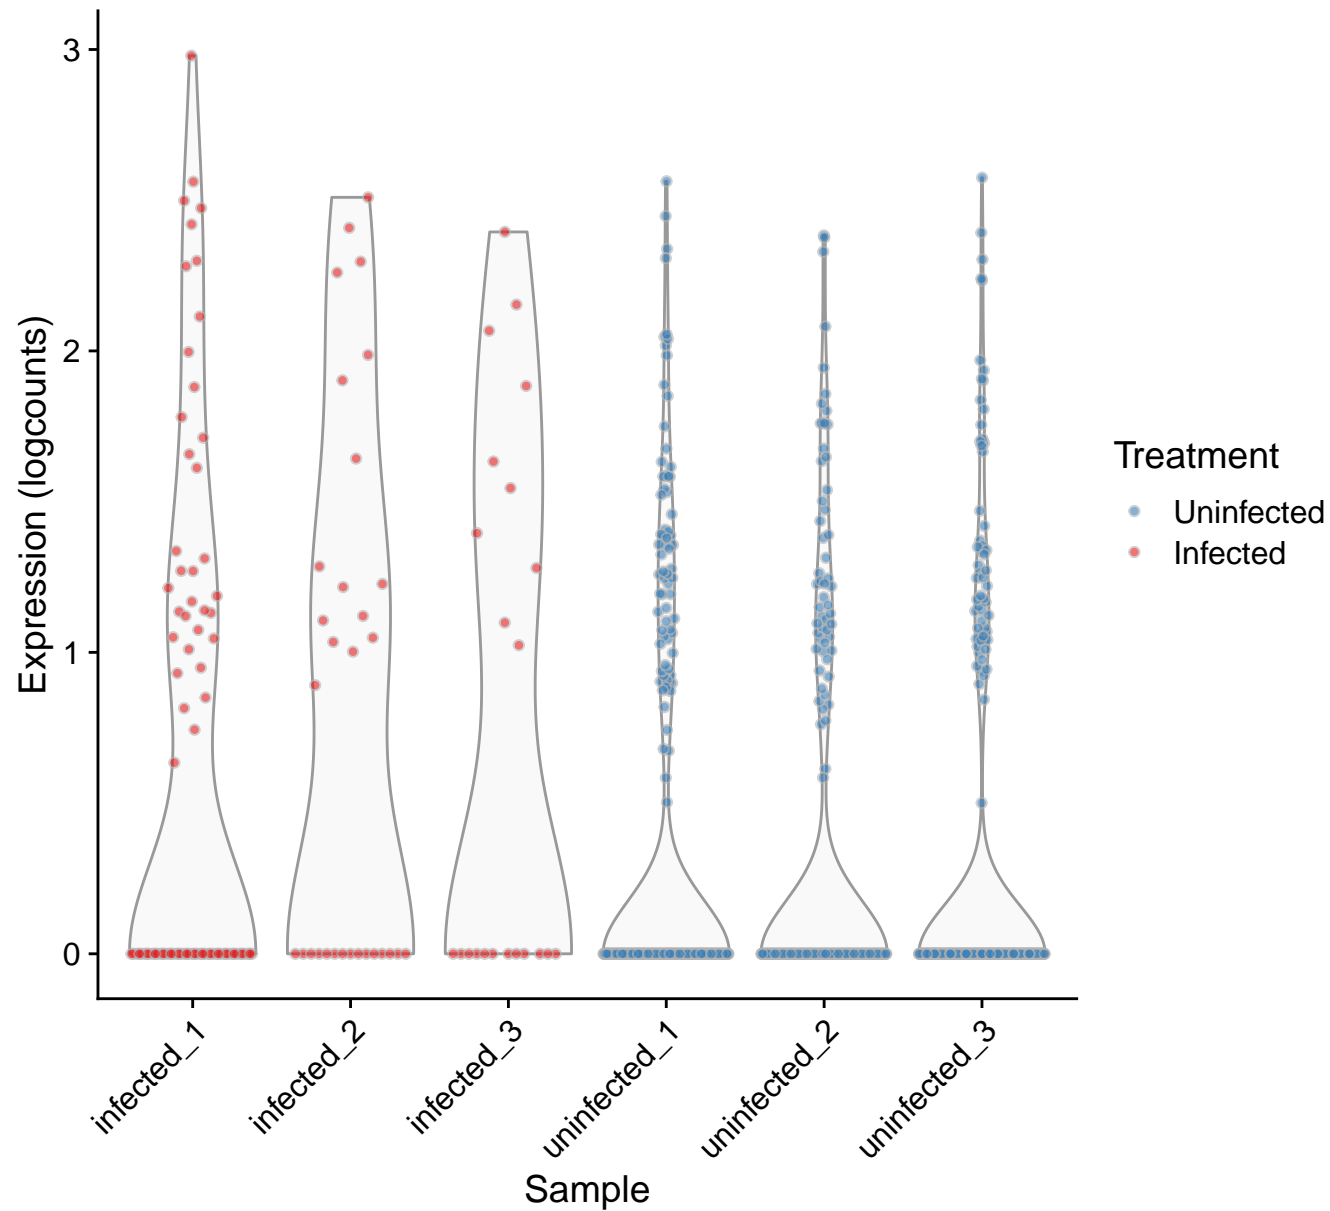 3
2
1
0
Expression (logcounts)
infected_1
infected_2
infected_3
uninfected_1
uninfected_2
uninfected_3
Sample
Treatment
Uninfected
Infected